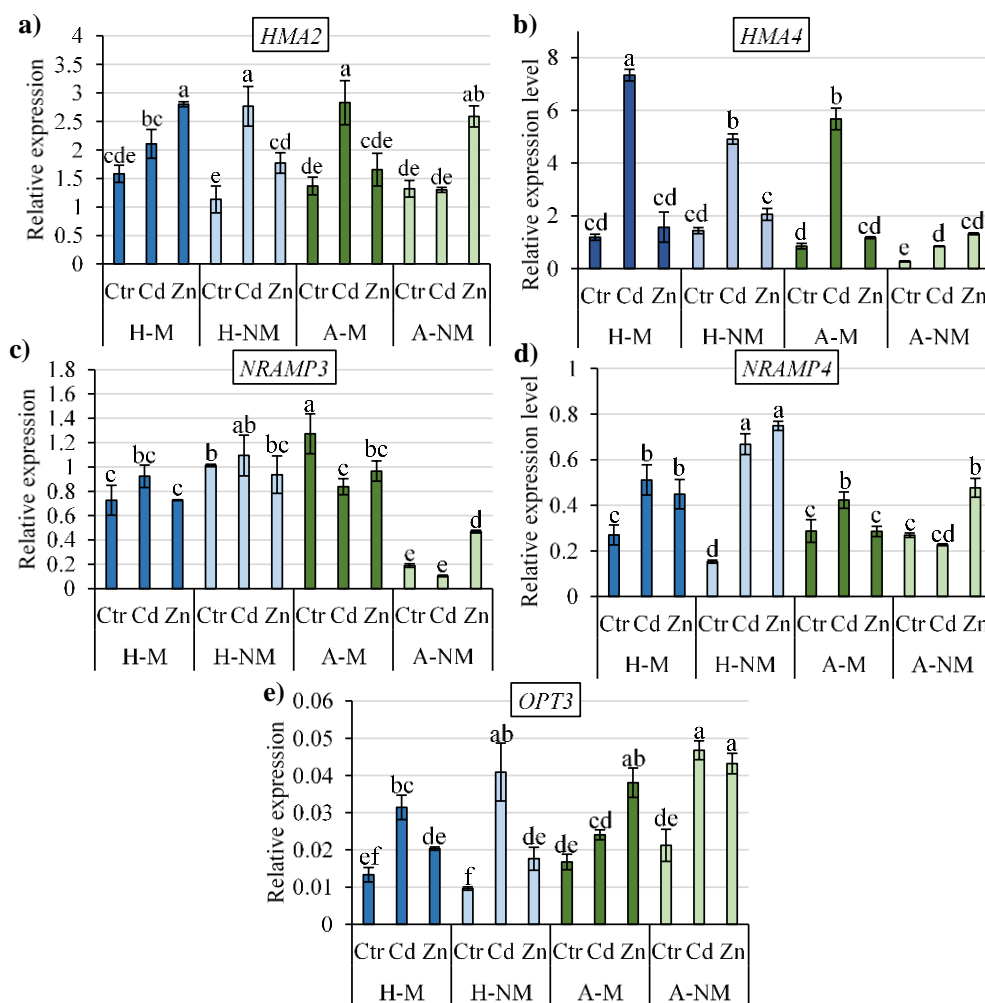 a)
HMA2
Relative expression
4
3.5
3
2.5
2
1.5
1
0.5
0
cde bc a e a cd de a cde de de ab
Ctr Cd Zn Ctr Cd Zn Ctr Cd Zn Ctr Cd Zn
H-M H-NM A-M A-NM
b)
HMA4
Relative expression level
8
6
4
2
0
cd a cd cd b c d b cd e d cd
Ctr Cd Zn Ctr Cd Zn Ctr Cd Zn Ctr Cd Zn
H-M H-NM A-M A-NM
c)
NRAMP3
Relative expression
1.8
1.6
1.4
1.2
1
0.8
0.6
0.4
0.2
0
c bc c b ab bc a c bc e e d
Ctr Cd Zn Ctr Cd Zn Ctr Cd Zn Ctr Cd Zn
H-M H-NM A-M A-NM
d)
NRAMP4
Relative expression level
1
0.8
0.6
0.4
0.2
0
c b b d a a c b c c cd b
Ctr Cd Zn Ctr Cd Zn Ctr Cd Zn Ctr Cd Zn
H-M H-NM A-M A-NM
e)
OPT3
Relative expression
0.06
0.05
0.04
0.03
0.02
0.01
0
ef bc de f ab de de cd ab de a a
Ctr Cd Zn Ctr Cd Zn Ctr Cd Zn Ctr Cd Zn
H-M H-NM A-M A-NM